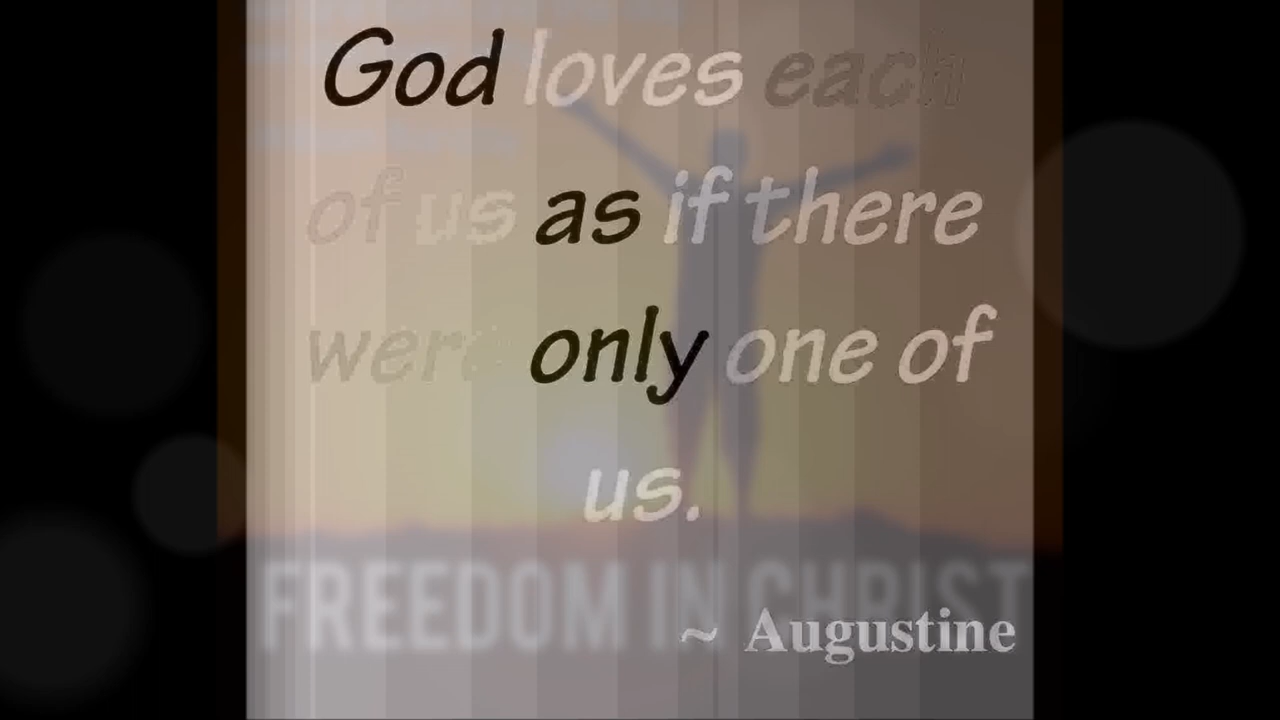 God loves each
of us as if there
were only one of
us.
FREEDOM IN CHRIST
~ Augustine